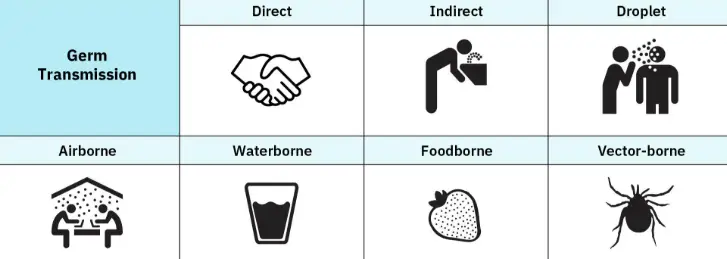 Germ
Transmission
Direct
Indirect
Droplet
Airborne
Waterborne
Foodborne
Vector-borne